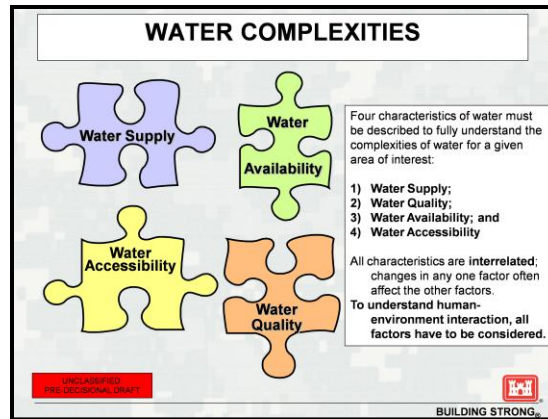 WATER COMPLEXITIES
Water Supply
Water
Availability
Water
Accessibility
Water
Quality
Four characteristics of water must
be described to fully understand the
complexities of water for a given
area of interest:
1) Water Supply;
2) Water Quality;
3) Water Availability; and
4) Water Accessibility
All characteristics are interrelated;
changes in any one factor often
affect the other factors.
To understand human-
environment interaction, all
factors have to be considered.
UNCLASSIFIED
PRE-DECISIONAL DRAFT
BUILDING STRONG®